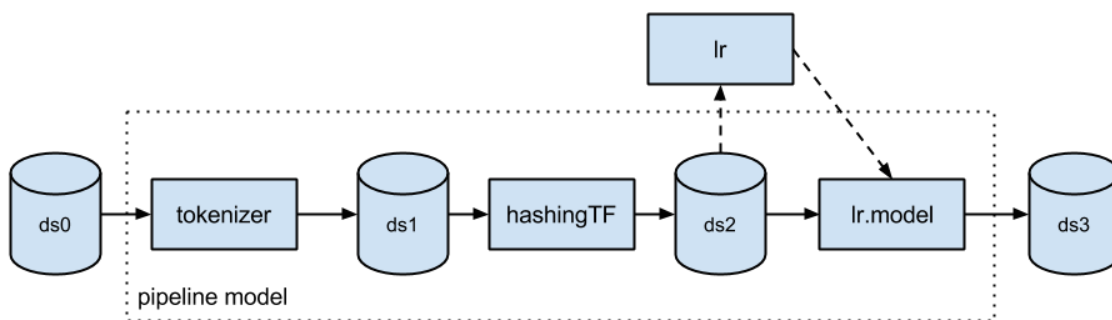 lr
ds0
tokenizer
ds1
hashingTF
ds2
lr.model
ds3
pipeline model